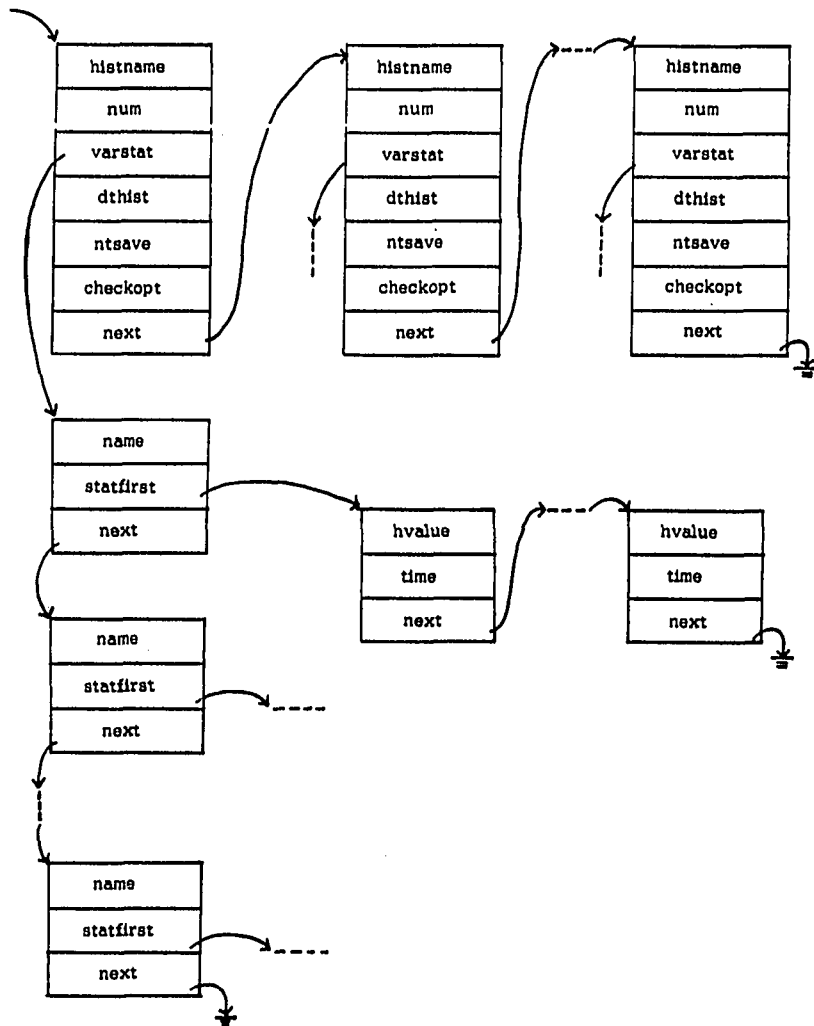 histname
num
varstat
dthist
ntsave
checkopt
next
histname
num
varstat
dthist
ntsave
checkopt
next
histname
num
varstat
dthist
ntsave
checkopt
next
name
statfirst
next
hvalue
time
next
hvalue
time
next
name
statfirst
next
name
statfirst
next